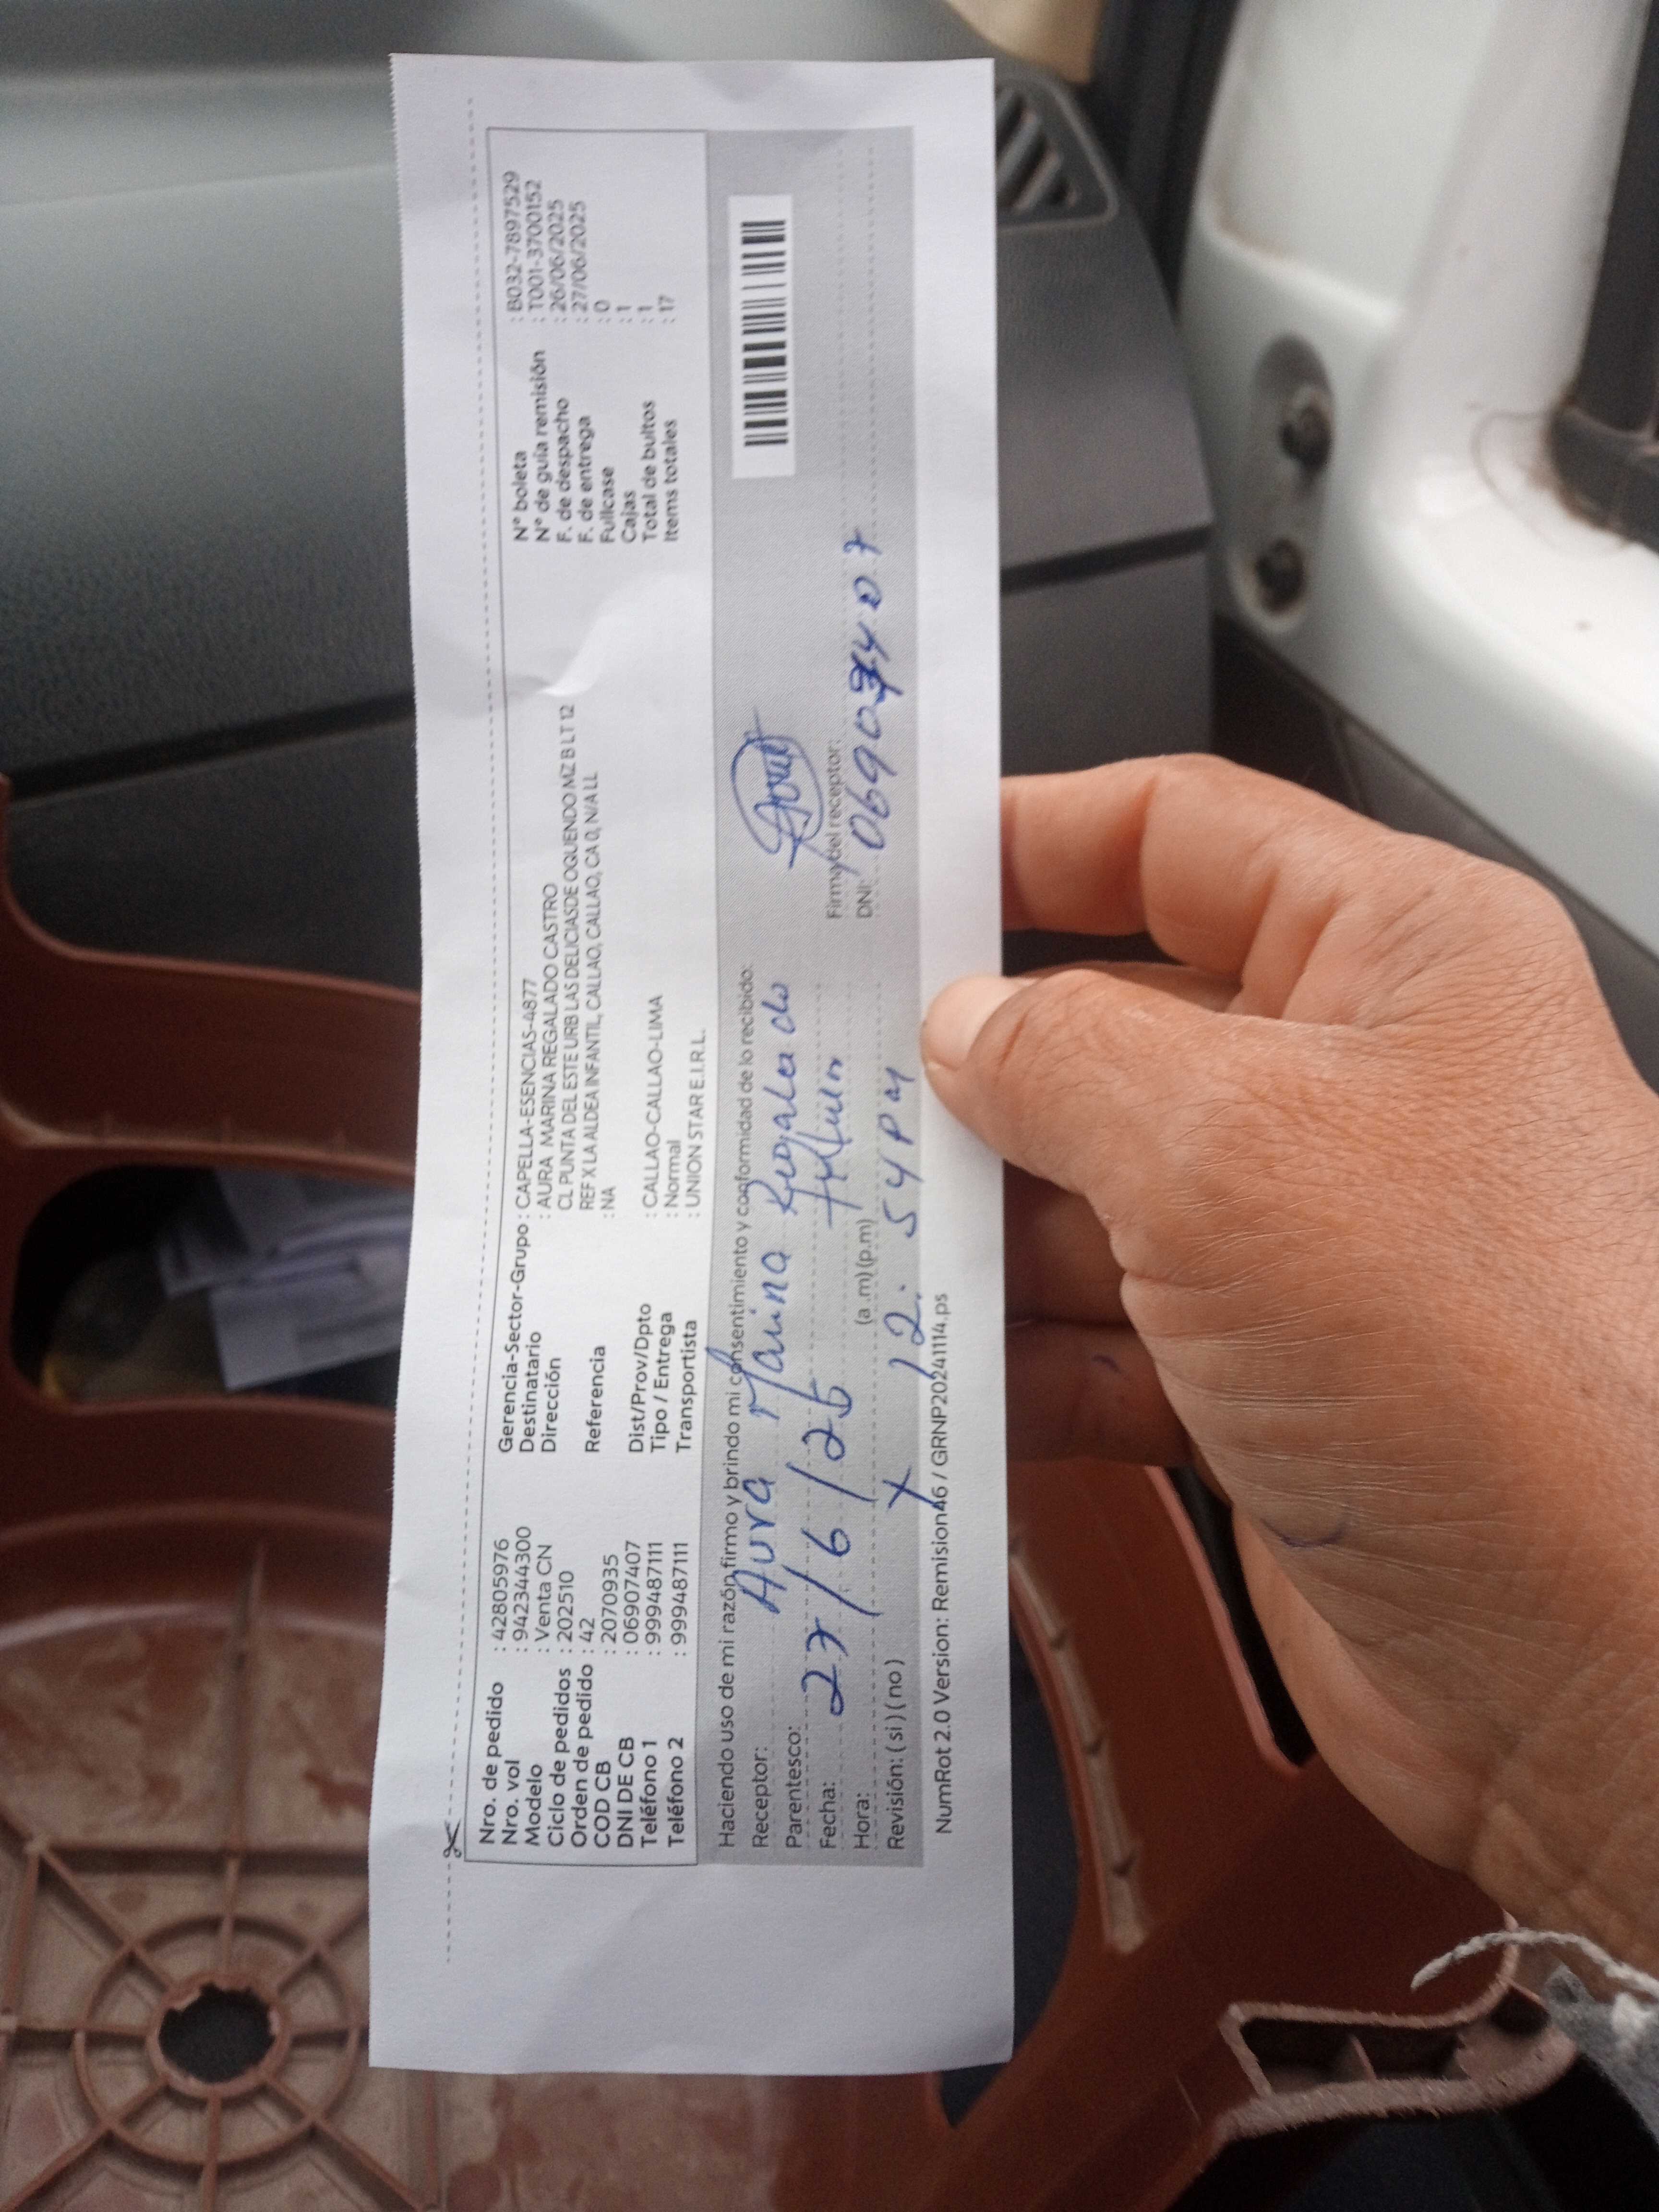 Nro. de pedido : 42805976
Nro. vol : 942344300
Modelo : Venta CN
Ciclo de pedidos : 202510
Orden de pedido : 42
COD CB : 2070935
DNI DE CB : 06907407
Teléfono 1 : 999487111
Teléfono 2 : 999487111
Gerencia-Sector-Grupo : CAPELLA-ESENCIAS-4877
Destinatario : AURA MARINA REGALADO CASTRO
Dirección CL PUNTA DEL ESTE URB LAS DELICIASDE OQUENDO MZ B LT 12
REF X LA ALDEA INFANTIL, CALLAO, CALLAO, CA 0, N/A LL
Referencia : NA
Dist/Prov/Dpto : CALLAO-CALLAO-LIMA
Tipo / Entrega : Normal
Transportista : UNION STAR E.I.R.L.
N° boleta : B032-7897529
N° de guía remisión : T001-3700152
F. de despacho : 26/06/2025
F. de entrega : 27/06/2025
Fullcase : 0
Cajas : 1
Total de bultos : 1
Items totales : 17
Haciendo uso de mi razón firmo y brindo mi consentimiento y conformidad de lo recibido:
Receptor: Aura Marina Regalado
Parentesco:
Fecha: 27/6/25
Hora: (a .m) (p.m)
Revisión: ( si ) ( no ) x 12:54 PM
Firma del receptor:
DNI: 06907407
NumRot 2.0 Version: Remision46 / GRNP20241114.ps